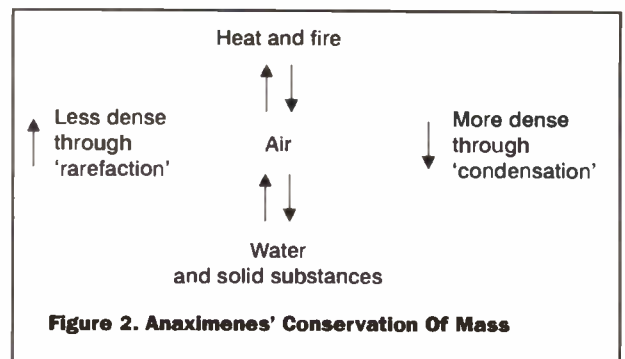 Heat and fire
Less dense
through
'rarefaction'
Air
More dense
through
'condensation'
Water
and solid substances
Figure 2. Anaximenes' Conservation Of Mass